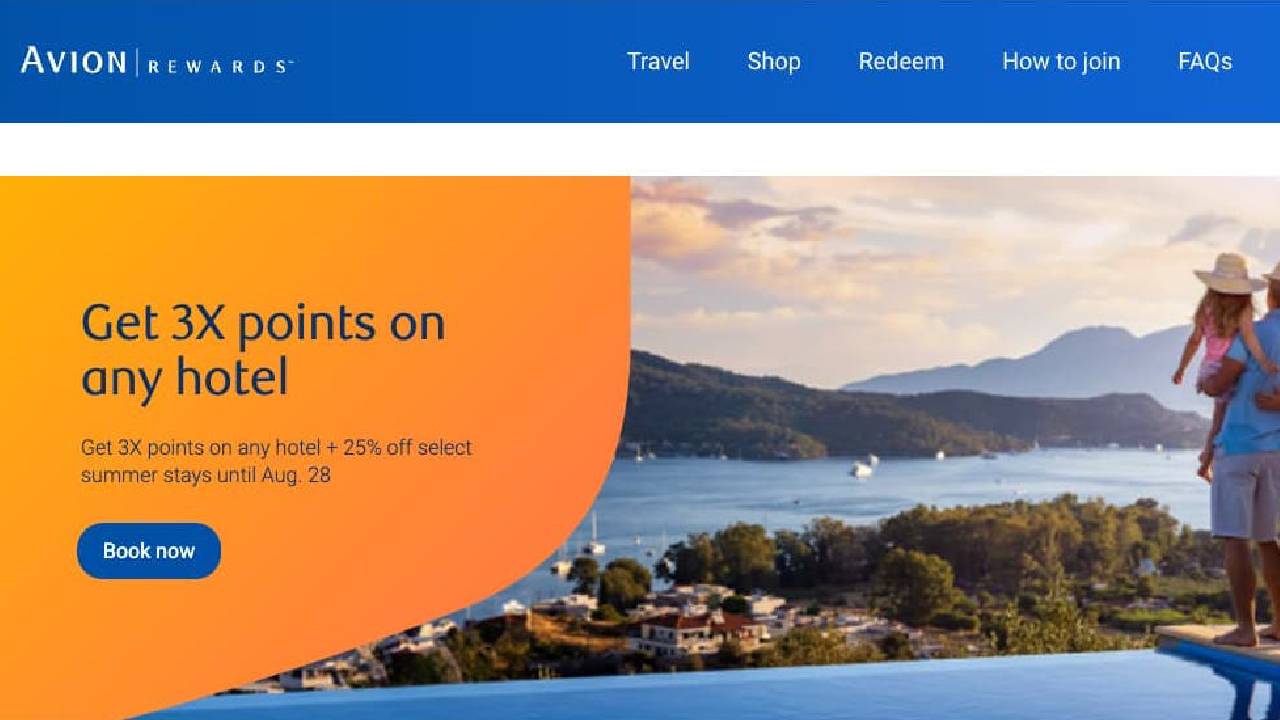 AVION | REWARDS™
Travel Shop Redeem How to join FAQs
Get 3X points on
any hotel
Get 3X points on any hotel + 25% off select
summer stays until Aug. 28
Book now